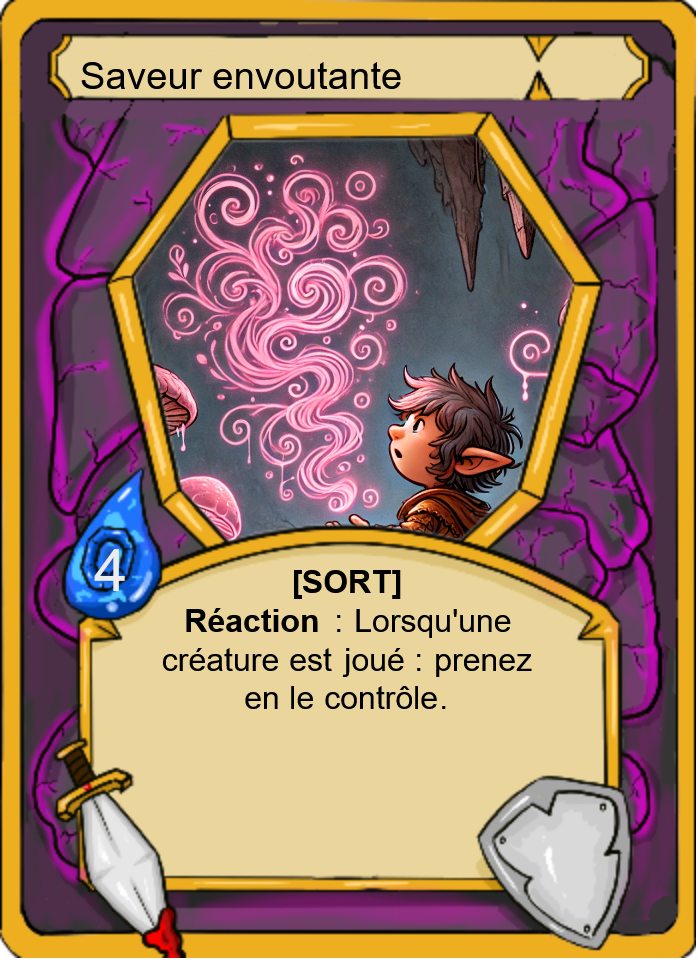 Saveur envoutante
4
[SORT]
Réaction : Lorsqu'une
créature est joué : prenez
en le contrôle.